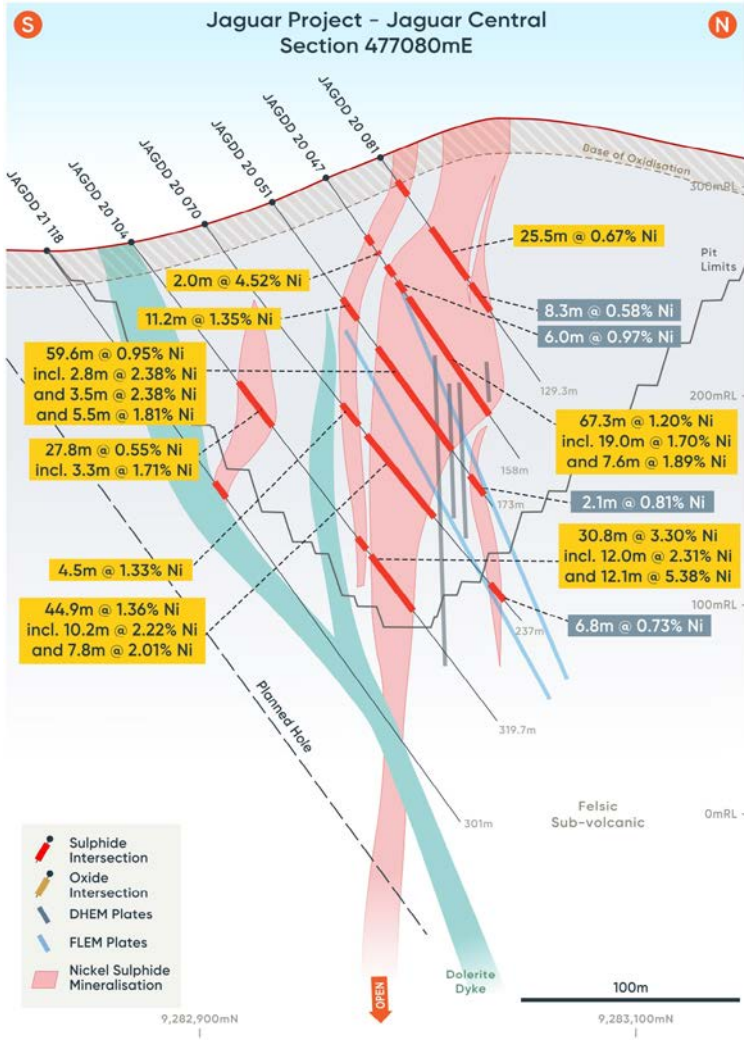 S
Jaguar Project - Jaguar Central
Section 477080mE
N
JAGDD 21 118
JAGDD 20 104
JAGDD 20 070
JAGDD 20 051
JAGDD 20 047
JAGDD 20 081
Base of Oxidisation
300mRL
Pit
Limits
25.5m @ 0.67% Ni
2.0m @ 4.52% Ni
8.3m @ 0.58% Ni
11.2m @ 1.35% Ni
6.0m @ 0.97% Ni
59.6m @ 0.95% Ni
incl. 2.8m @ 2.38% Ni
and 3.5m @ 2.38% Ni
and 5.5m @ 1.81% Ni
129.3m
200mRL
67.3m @ 1.20% Ni
incl. 19.0m @ 1.70% Ni
and 7.6m @ 1.89% Ni
27.8m @ 0.55% Ni
incl. 3.3m @ 1.71% Ni
158m
173m
2.1m @ 0.81% Ni
30.8m @ 3.30% Ni
incl. 12.0m @ 2.31% Ni
and 12.1m @ 5.38% Ni
4.5m @ 1.33% Ni
44.9m @ 1.36% Ni
incl. 10.2m @ 2.22% Ni
and 7.8m @ 2.01% Ni
100mRL
237m
6.8m @ 0.73% Ni
Planned Hole
319.7m
301m
Felsic
Sub-volcanic
0mRL
Sulphide
Intersection
Oxide
Intersection
DHEM Plates
FLEM Plates
Nickel Sulphide
Mineralisation
OPEN
Dolerite
Dyke
100m
9,282,900mN
9,283,100mN